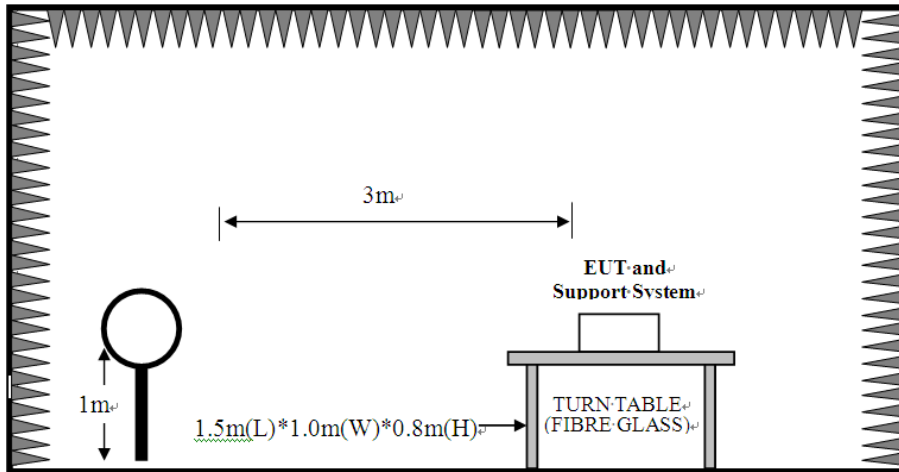 3m
EUT and
Support System
1m
1.5m(L)*1.0m(W)*0.8m(H)
TURN TABLE
(FIBRE GLASS)